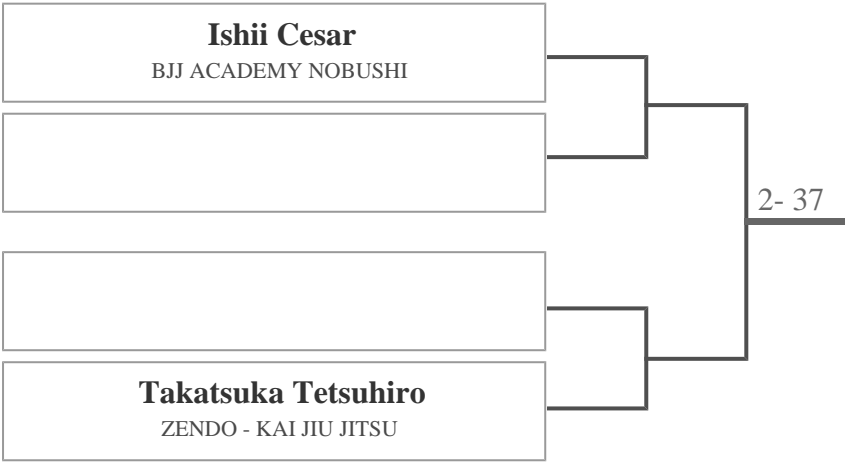 Ishii Cesar
BJJ ACADEMY NOBUSHI
2- 37
Takatsuka Tetsuhiro
ZENDO - KAI JIU JITSU